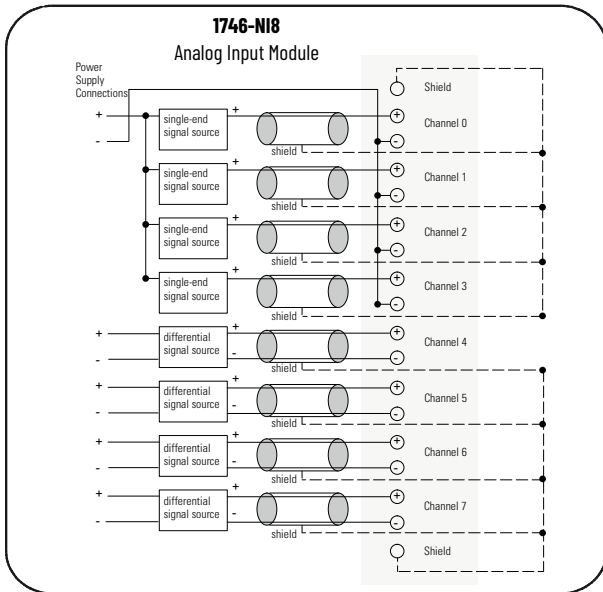 1746-NI8
Analog Input Module
Power
Supply
Connections
+
-
single-end
signal source
+
shield
+
-
Shield
Channel 0
single-end
signal source
+
shield
+
-
Channel 1
single-end
signal source
+
shield
+
-
Channel 2
single-end
signal source
+
shield
+
-
Channel 3
+
-
differential
signal source
+
-
shield
+
-
Channel 4
+
-
differential
signal source
+
-
shield
+
-
Channel 5
+
-
differential
signal source
+
-
shield
+
-
Channel 6
+
-
differential
signal source
+
-
shield
+
-
Channel 7
Shield